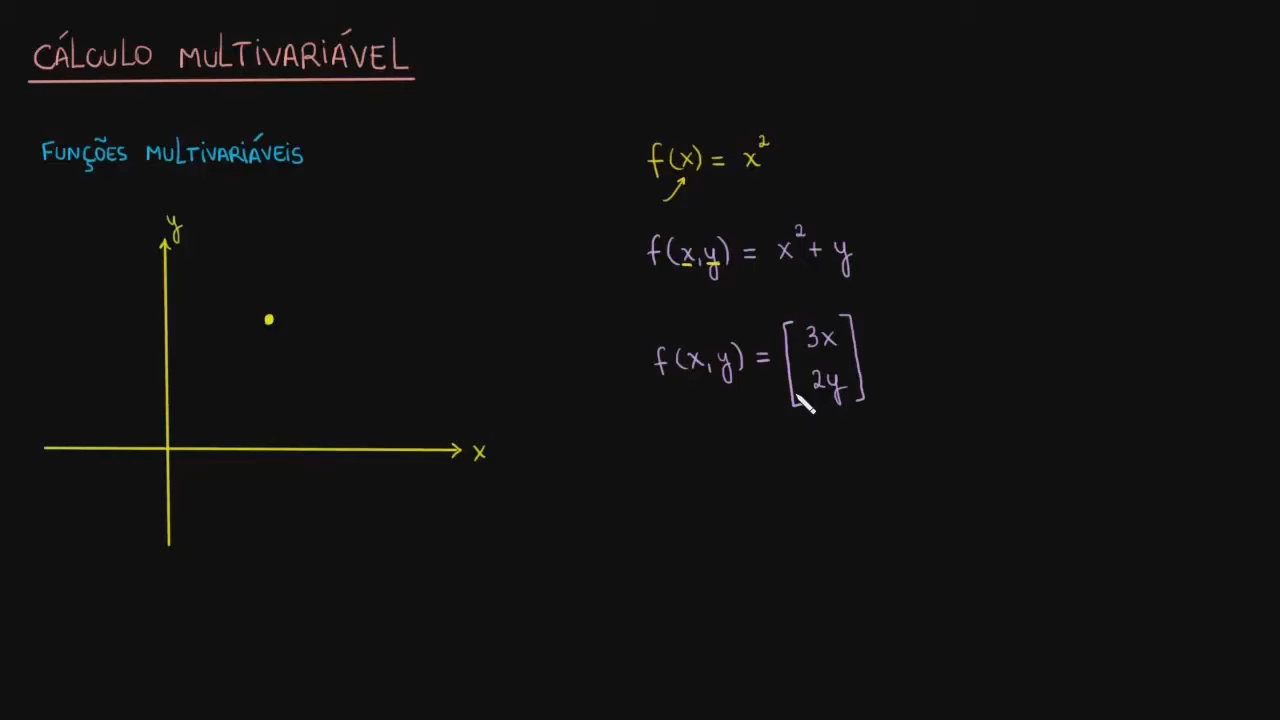 CÁLCULO MULTIVARIÁVEL
FUNÇÕES MULTIVARIÁVEIS
y
x
f(x) = x²
f(x,y) = x² + y
f(x,y) = [3x
2y]